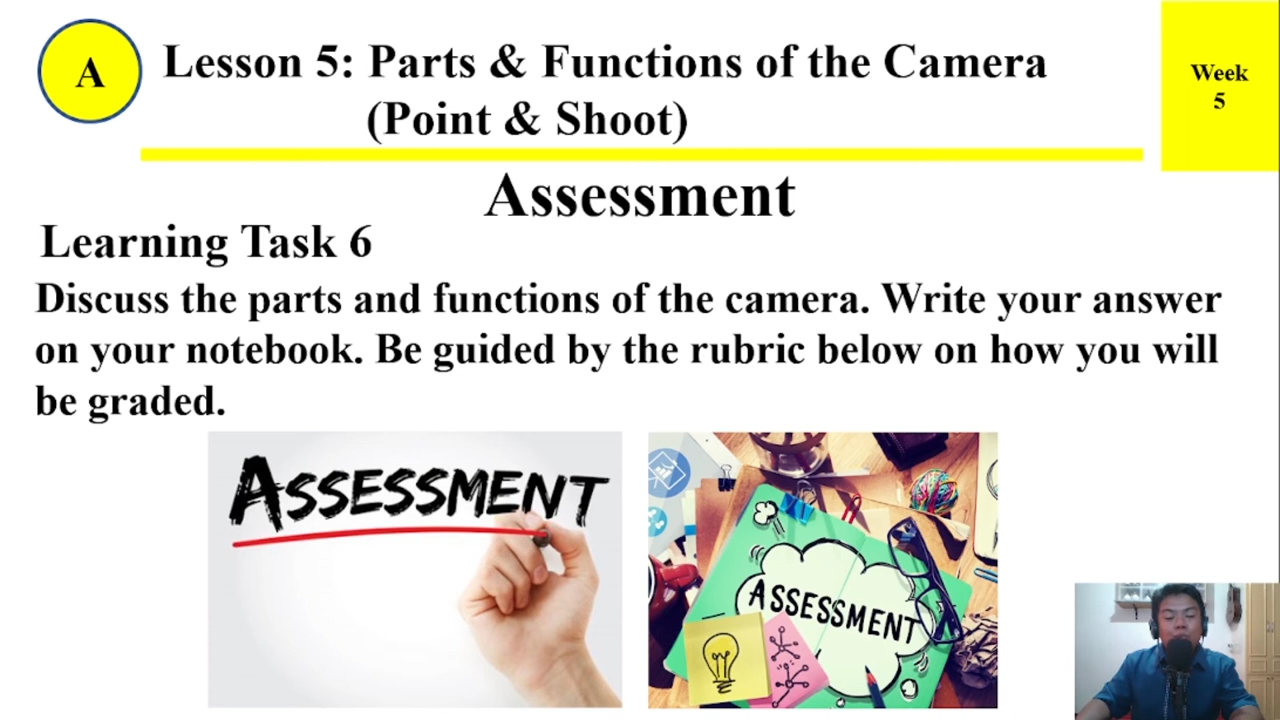 A
Lesson 5: Parts & Functions of the Camera
(Point & Shoot)
Week
5
Assessment
Learning Task 6
Discuss the parts and functions of the camera. Write your answer
on your notebook. Be guided by the rubric below on how you will
be graded.
ASSESSMENT
ASSESSMENT